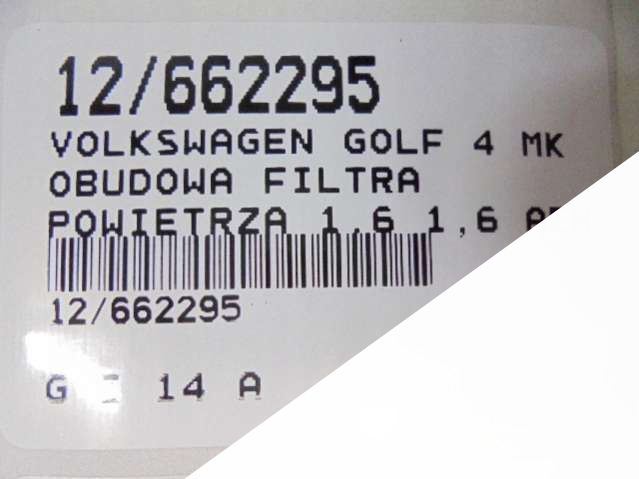 12/662295
VOLKSWAGEN GOLF 4 MK
OBUDOWA FILTRA
POWIETRZA 1,6 1,6
12/662295
G 14 A